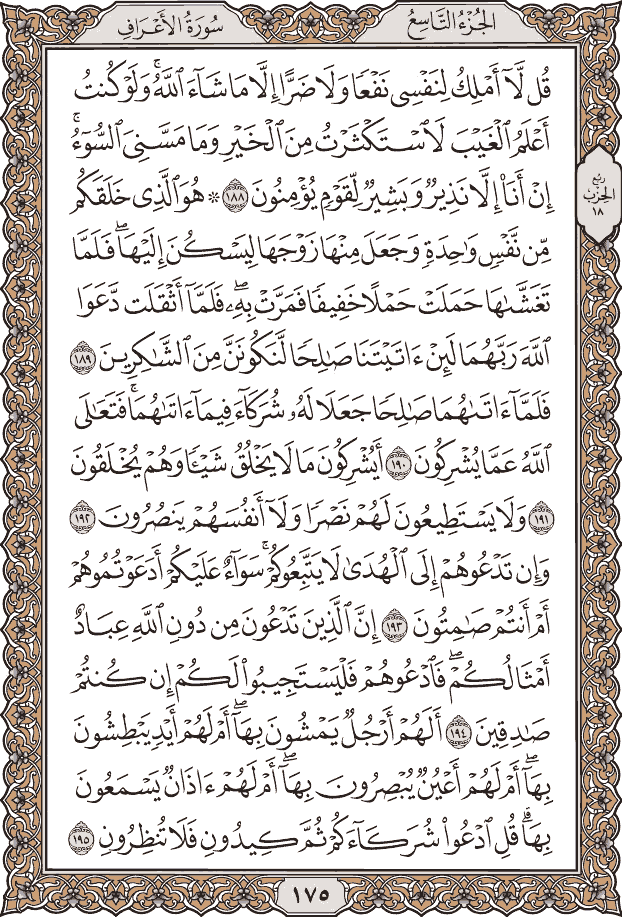 الجُزْءُ التَّاسِعُ
سُورَةُ الأَعْرَافِ
قُل لَّآ أَمْلِكُ لِنَفْسِى نَفْعًا وَلَا ضَرًّا إِلَّا مَا شَآءَ ٱللَّهُۚ وَلَوْ كُنتُ
أَعْلَمُ ٱلْغَيْبَ لَٱسْتَكْثَرْتُ مِنَ ٱلْخَيْرِ وَمَا مَسَّنِىَ ٱلسُّوٓءُۚ
إِنْ أَنَا۠ إِلَّا نَذِيرٌ وَبَشِيرٌ لِّقَوْمٍ يُؤْمِنُونَ ١٨٨ ۞ هُوَ ٱلَّذِى خَلَقَكُم
رُبع
الحِزْب
١٨
مِّن نَّفْسٍ وَٰحِدَةٍ وَجَعَلَ مِنْهَا زَوْجَهَا لِيَسْكُنَ إِلَيْهَاۖ فَلَمَّا
تَغَشَّىٰهَا حَمَلَتْ حَمْلًا خَفِيفًا فَمَرَّتْ بِهِۦۖ فَلَمَّآ أَثْقَلَت دَّعَوَا
ٱللَّهَ رَبَّهُمَا لَئِنْ ءَاتَيْتَنَا صَٰلِحًا لَّنَكُونَنَّ مِنَ ٱلشَّٰكِرِينَ ١٨٩
فَلَمَّآ ءَاتَىٰهُمَا صَٰلِحًا جَعَلَا لَهُۥ شُرَكَآءَ فِيمَآ ءَاتَىٰهُمَاۚ فَتَعَٰلَى
ٱللَّهُ عَمَّا يُشْرِكُونَ ١٩٠ أَيُشْرِكُونَ مَا لَا يَخْلُقُ شَيْـًٔا وَهُمْ يُخْلَقُونَ
١٩١ وَلَا يَسْتَطِيعُونَ لَهُمْ نَصْرًا وَلَآ أَنفُسَهُمْ يَنصُرُونَ ١٩٢
وَإِن تَدْعُوهُمْ إِلَى ٱلْهُدَىٰ لَا يَتَّبِعُوكُمْۚ سَوَآءٌ عَلَيْكُمْ أَدَعَوْتُمُوهُمْ
أَمْ أَنتُمْ صَٰمِتُونَ ١٩٣ إِنَّ ٱلَّذِينَ تَدْعُونَ مِن دُونِ ٱللَّهِ عِبَادٌ
أَمْثَالُكُمْۖ فَٱدْعُوهُمْ فَلْيَسْتَجِيبُوا۟ لَكُمْ إِن كُنتُمْ
صَٰدِقِينَ ١٩٤ أَلَهُمْ أَرْجُلٌ يَمْشُونَ بِهَآۖ أَمْ لَهُمْ أَيْدٍ يَبْطِشُونَ
بِهَآۖ أَمْ لَهُمْ أَعْيُنٌ يُبْصِرُونَ بِهَآۖ أَمْ لَهُمْ ءَاذَانٌ يَسْمَعُونَ
بِهَاۗ قُلِ ٱدْعُوا۟ شُرَكَآءَكُمْ ثُمَّ كِيدُونِ فَلَا تُنظِرُونِ ١٩٥
١٧٥